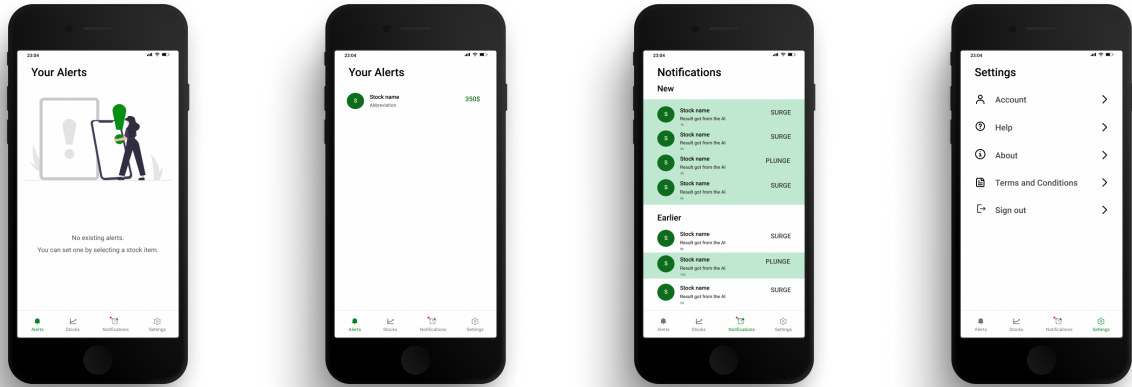 23:04
Your Alerts
No existing alerts.
You can set one by selecting a stock item.
Alerts Stocks Notifications Settings
23:04
Your Alerts
S Stock name 350$
Abbreviation
Alerts Stocks Notifications Settings
23:04
Notifications
New
S Stock name SURGE
Result got from the AI
S Stock name SURGE
Result got from the AI
S Stock name PLUNGE
Result got from the AI
S Stock name SURGE
Result got from the AI
Earlier
S Stock name SURGE
Result got from the AI
S Stock name PLUNGE
Result got from the AI
S Stock name SURGE
Result got from the AI
Alerts Stocks Notifications Settings
23:04
Settings
Account
Help
About
Terms and Conditions
Sign out
Alerts Stocks Notifications Settings